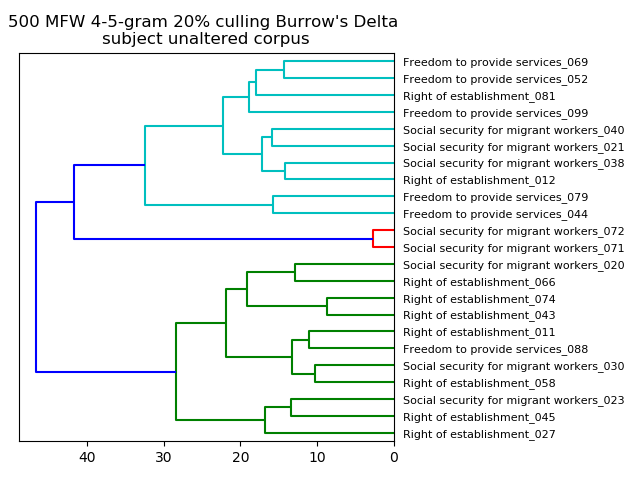 500 MFW 4-5-gram 20% culling Burrow's Delta
subject unaltered corpus
Freedom to provide services_069
Freedom to provide services_052
Right of establishment_081
Freedom to provide services_099
Social security for migrant workers_040
Social security for migrant workers_021
Social security for migrant workers_038
Right of establishment_012
Freedom to provide services_079
Freedom to provide services_044
Social security for migrant workers_072
Social security for migrant workers_071
Social security for migrant workers_020
Right of establishment_066
Right of establishment_074
Right of establishment_043
Right of establishment_011
Freedom to provide services_088
Social security for migrant workers_030
Right of establishment_058
Social security for migrant workers_023
Right of establishment_045
Right of establishment_027
40 30 20 10 0